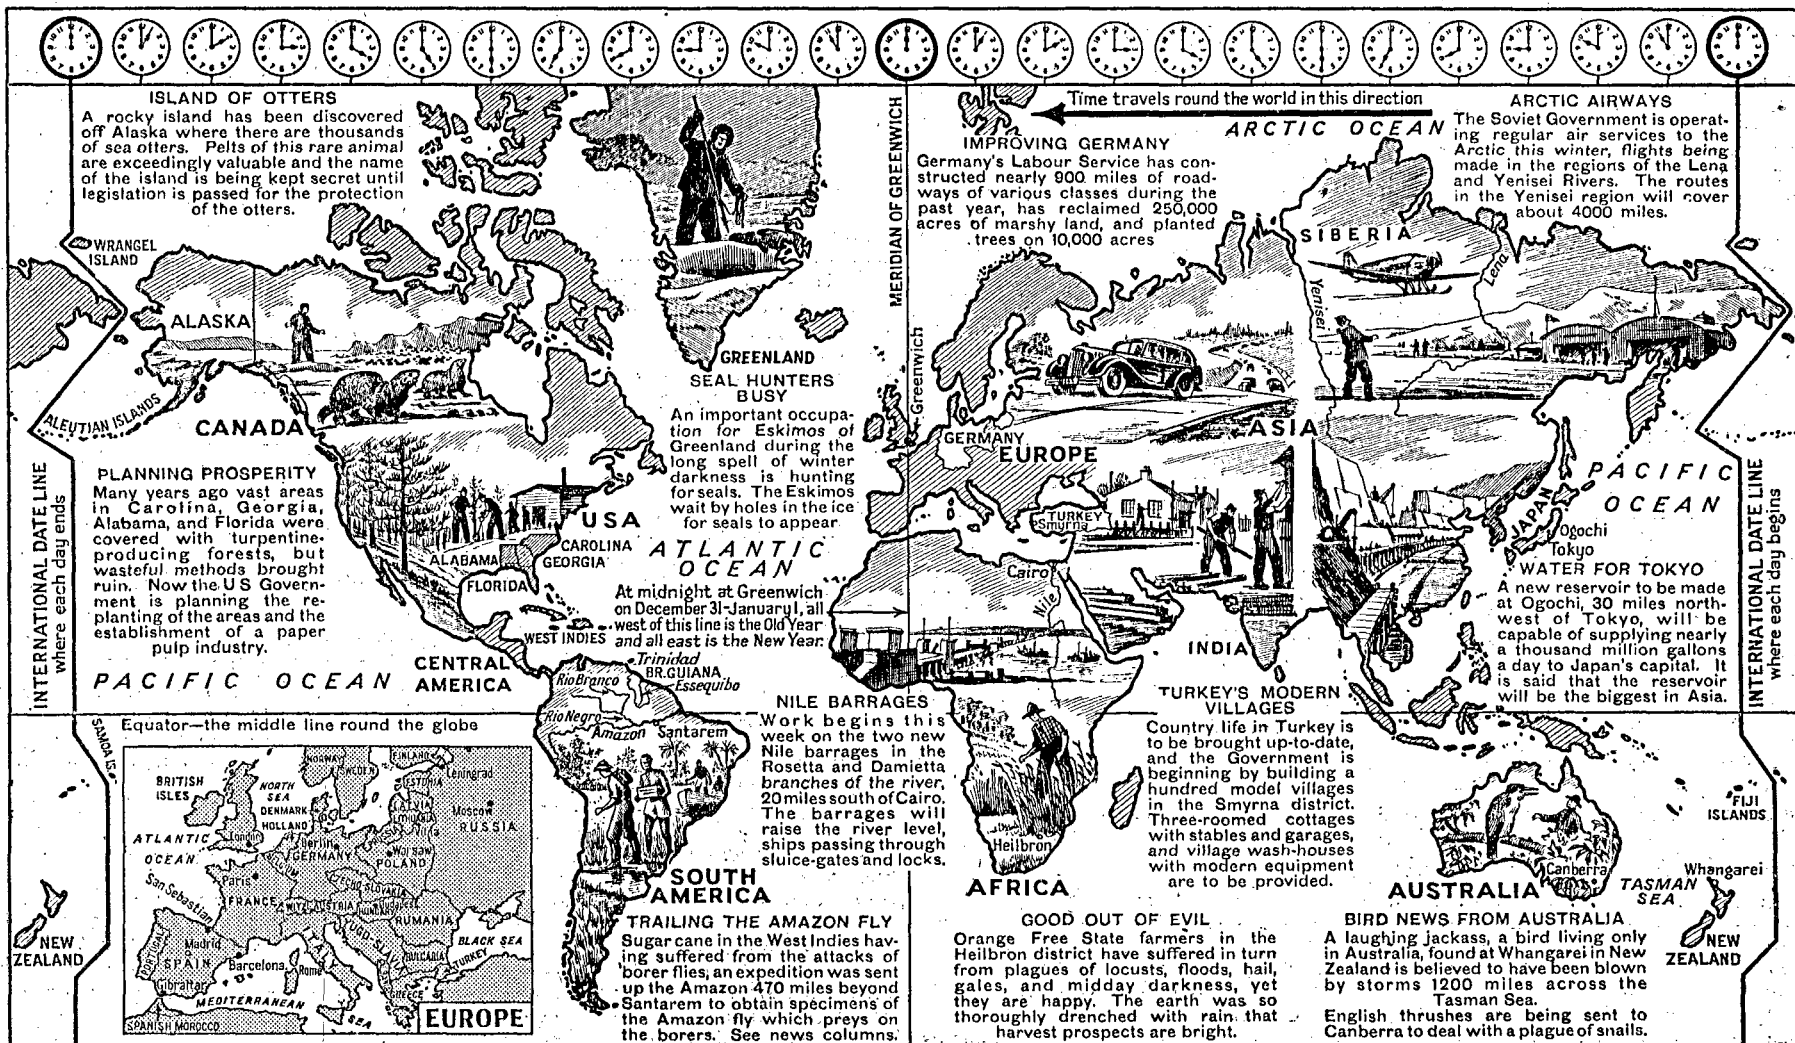 ISLAND OF OTTERS
A rocky island has been discovered
off Alaska where there are thousands
of sea otters. Pelts of this rare animal
are exceedingly valuable and the name
of the island is being kept secret until
legislation is passed for the protection
of the otters.
MERIDIAN OF GREENWICH
Greenwich
Time travels round the world in this direction
ARCTIC OCEAN
IMPROVING GERMANY
Germany's Labour Service has con-
structed nearly 900 miles of road-
ways of various classes during the
past year, has reclaimed 250,000
acres of marshy land, and planted
trees on 10,000 acres
ARCTIC AIRWAYS
The Soviet Government is operat-
ing regular air services to the
Arctic this winter, flights being
made in the regions of the Lena
and Yenisei Rivers. The routes
in the Yenisei region will cover
about 4000 miles.
WRANGEL
ISLAND
ALASKA
ALEUTIAN ISLANDS
CANADA
GREENLAND
SEAL HUNTERS
BUSY
An important occupa-
tion for Eskimos of
Greenland during the
long spell of winter
darkness is hunting
for seals. The Eskimos
wait by holes in the ice
for seals to appear
SIBERIA
Lena
Yenisei
ASIA
GERMANY
EUROPE
TURKEY
Smyrna
INTERNATIONAL DATE LINE
where each day ends
PLANNING PROSPERITY
Many years ago vast areas
in Carolina, Georgia,
Alabama, and Florida were
covered with turpentine-
producing forests, but
wasteful methods brought
ruin. Now the US Govern-
ment is planning the re-
planting of the areas and the
establishment of a paper
pulp industry.
USA
ALABAMA
CAROLINA
GEORGIA
FLORIDA
ATLANTIC
OCEAN
At midnight at Greenwich
on December 31-January 1, all
west of this line is the Old Year
and all east is the New Year.
WEST INDIES
CENTRAL
AMERICA
PACIFIC OCEAN
Cairo
Nile
INDIA
JAPAN
Ogochi
Tokyo
PACIFIC
OCEAN
WATER FOR TOKYO
A new reservoir to be made
at Ogochi, 30 miles north-
west of Tokyo, will be
capable of supplying nearly
a thousand million gallons
a day to Japan's capital. It
is said that the reservoir
will be the biggest in Asia.
INTERNATIONAL DATE LINE
where each day begins
SAMOA IS.
Equator—the middle line round the globe
Trinidad
BR. GUIANA
Essequibo
Rio Branco
Rio Negro
Amazon
Santarem
NILE BARRAGES
Work begins this
week on the two new
Nile barrages in the
Rosetta and Damietta
branches of the river,
20 miles south of Cairo.
The barrages will
raise the river level,
ships passing through
sluice-gates and locks.
TURKEY'S MODERN
VILLAGES
Country life in Turkey is
to be brought up-to-date,
and the Government is
beginning by building a
hundred model villages
in the Smyrna district.
Three-roomed cottages
with stables and garages,
and village wash-houses
with modern equipment
are to be provided.
BRITISH
ISLES
NORTH
SEA
NORWAY
SWEDEN
FINLAND
Leningrad
ESTONIA
LATVIA
LITHUANIA
DENMARK
HOLLAND
Moscow
RUSSIA
London
Berlin
GERMANY
Warsaw
POLAND
ATLANTIC
OCEAN
Paris
FRANCE
CZECHO-SLOVAKIA
AUSTRIA
HUNGARY
Budapest
RUMANIA
San Sebastian
YUGO-SLAVIA
BULGARIA
BLACK SEA
TURKEY
ITALY
Rome
PORTUGAL
Madrid
SPAIN
Barcelona
Gibraltar
GREECE
MEDITERRANEAN
SEA
SPANISH MOROCCO
EUROPE
NEW
ZEALAND
SOUTH
AMERICA
TRAILING THE AMAZON FLY
Sugar cane in the West Indies hav-
ing suffered from the attacks of
borer flies, an expedition was sent
up the Amazon 470 miles beyond
Santarem to obtain specimens of
the Amazon fly which preys on
the borers. See news columns.
Heilbron
AFRICA
GOOD OUT OF EVIL
Orange Free State farmers in the
Heilbron district have suffered in turn
from plagues of locusts, floods, hail,
gales, and midday darkness, yet
they are happy. The earth was so
thoroughly drenched with rain that
harvest prospects are bright.
AUSTRALIA
Canberra
TASMAN
SEA
FIJI
ISLANDS
Whangarei
NEW
ZEALAND
BIRD NEWS FROM AUSTRALIA
A laughing jackass, a bird living only
in Australia, found at Whangarei in New
Zealand is believed to have been blown
by storms 1200 miles across the
Tasman Sea.
English thrushes are being sent to
Canberra to deal with a plague of snails.